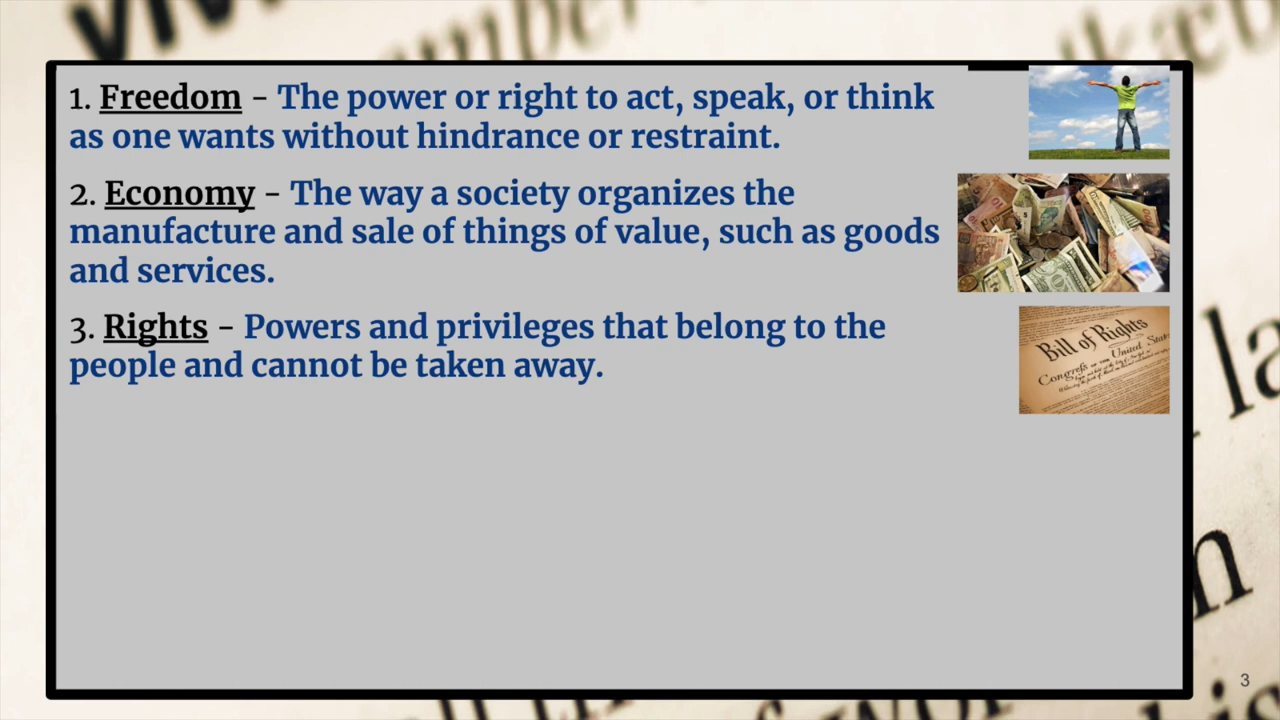 1. Freedom - The power or right to act, speak, or think
as one wants without hindrance or restraint.
2. Economy - The way a society organizes the
manufacture and sale of things of value, such as goods
and services.
3. Rights - Powers and privileges that belong to the
people and cannot be taken away.
Bill of Rights
Congress OF THE United States
3